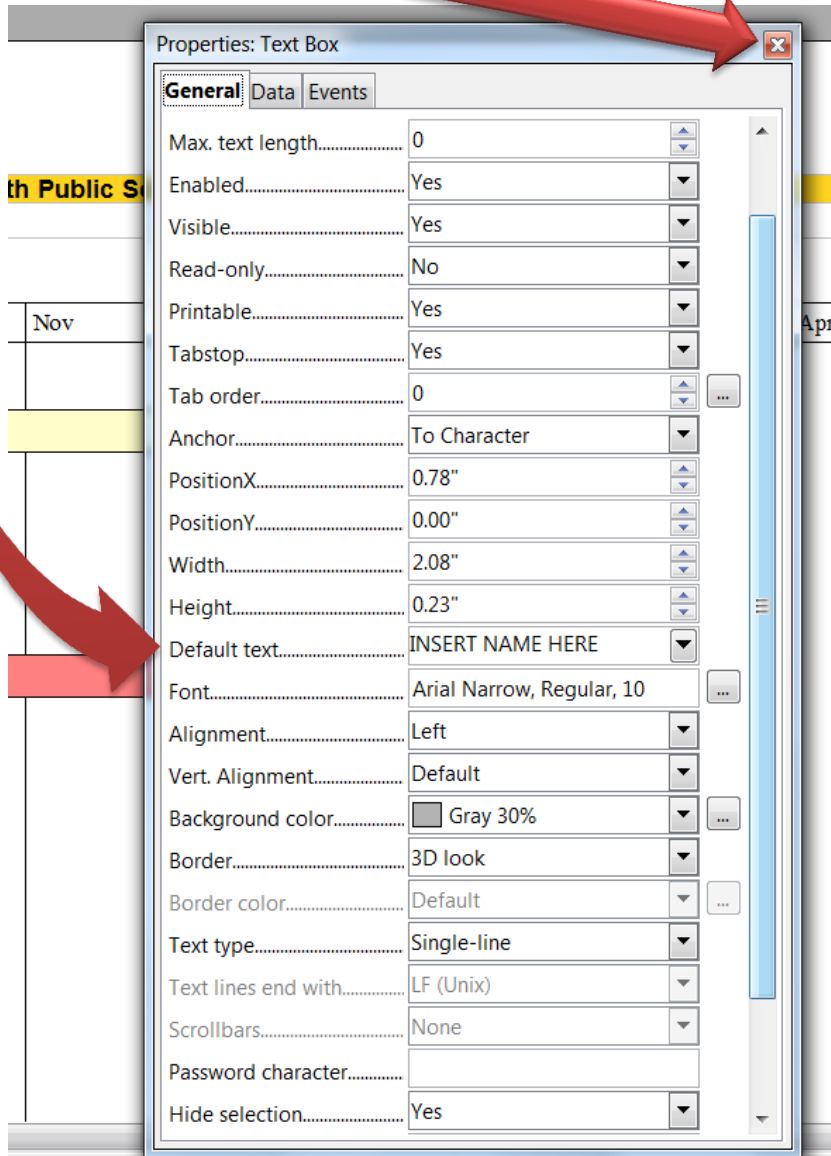 Properties: Text Box
General Data Events
Max. text length 0
th Public S
Enabled Yes
Visible Yes
Read-only No
Nov
Printable Yes
Apr
Tabstop Yes
Tab order 0 ...
Anchor To Character
PositionX 0.78"
PositionY 0.00"
Width 2.08"
Height 0.23"
Default text INSERT NAME HERE
Font Arial Narrow, Regular, 10 ...
Alignment Left
Vert. Alignment Default
Background color Gray 30% ...
Border 3D look
Border color Default ...
Text type Single-line
Text lines end with LF (Unix)
Scrollbars None
Password character
Hide selection Yes